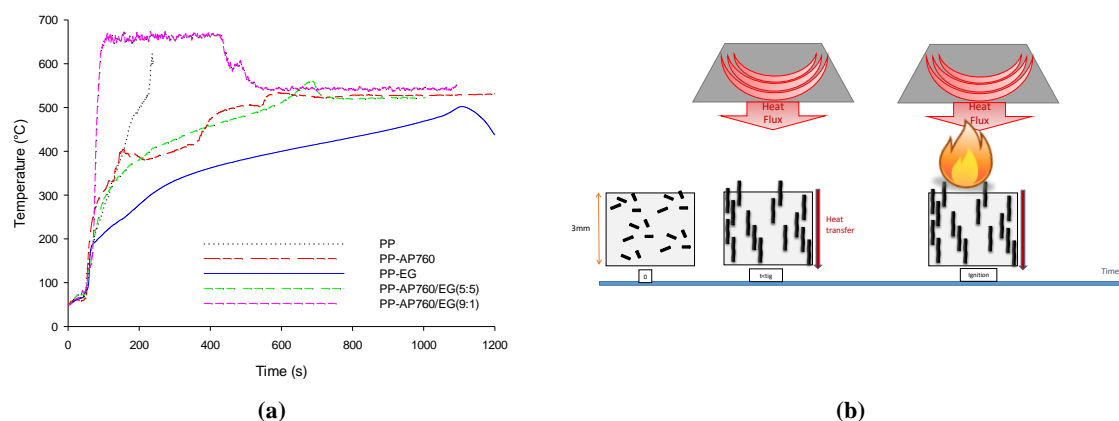 700
600
500
400
300
200
100
0
Temperature (°C)
PP
PP-AP760
PP-EG
PP-AP760/EG(5:5)
PP-AP760/EG(9:1)
0 200 400 600 800 1000 1200
Time (s)
(a)
Heat
Flux
Heat
Flux
3mm
Heat
transfer
0
t<tig
Ignition
Time
(b)